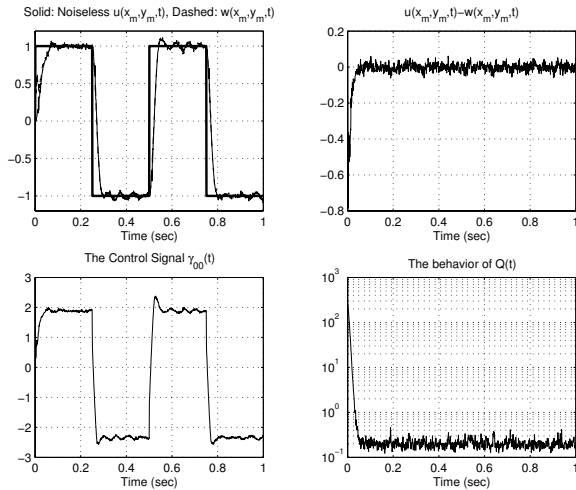 Solid: Noiseless u(x_m,y_m,t), Dashed: w(x_m,y_m,t)
1
0.5
0
−0.5
−1
0 0.2 0.4 0.6 0.8 1
Time (sec)
u(x_m,y_m,t)−w(x_m,y_m,t)
0.2
0
−0.2
−0.4
−0.6
−0.8
0 0.2 0.4 0.6 0.8 1
Time (sec)
The Control Signal γ_00(t)
3
2
1
0
−1
−2
−3
0 0.2 0.4 0.6 0.8 1
Time (sec)
The behavior of Q(t)
10^3
10^2
10^1
10^0
10^−1
0 0.2 0.4 0.6 0.8 1
Time (sec)